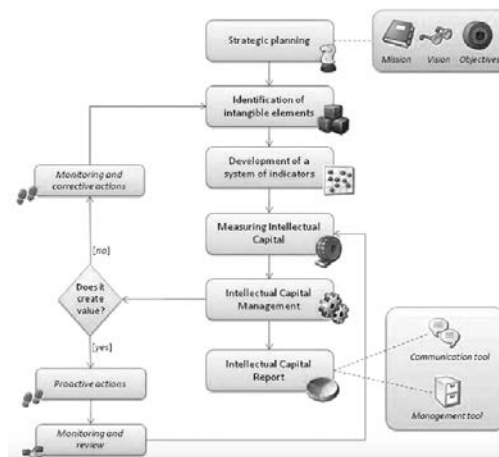 Strategic planning
Mission
Vision
Objectives
Identification of
intangible elements
Development of a
system of indicators
Monitoring and
corrective actions
Measuring Intellectual
Capital
[no]
Does it
create
value?
Intellectual Capital
Management
[yes]
Intellectual Capital
Report
Communication tool
Proactive actions
Management tool
Monitoring and
review